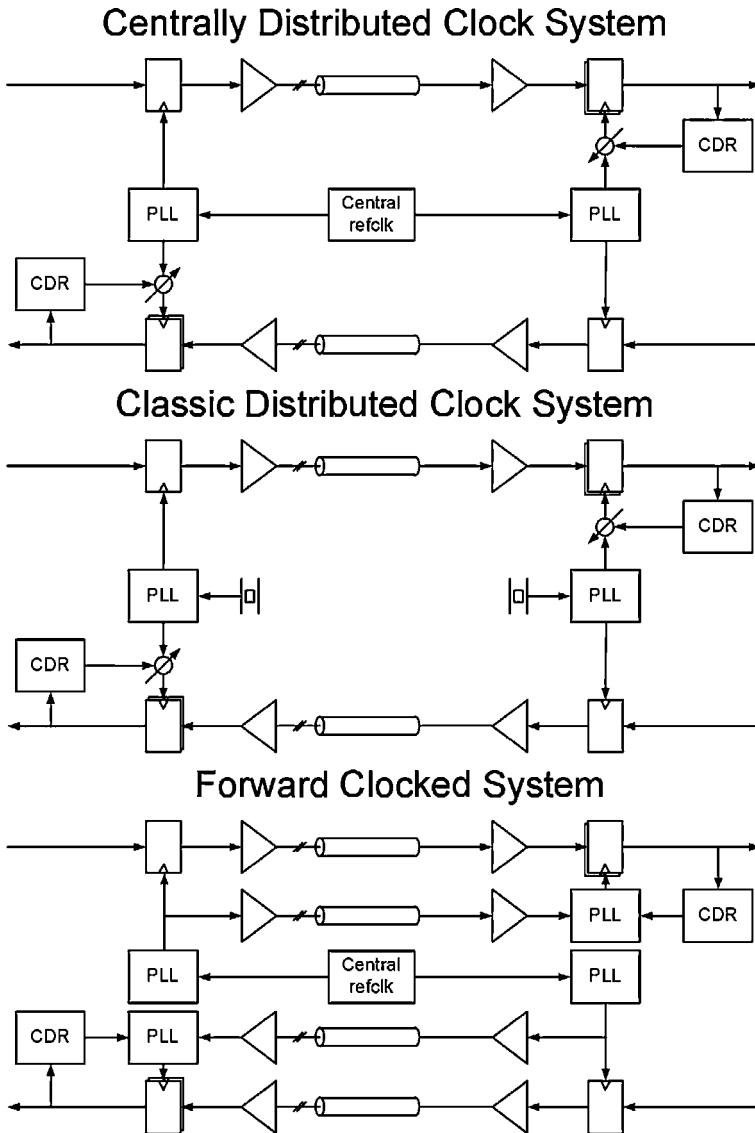 Centrally Distributed Clock System
CDR
PLL
Central
refclk
PLL
CDR
Classic Distributed Clock System
CDR
PLL
PLL
CDR
Forward Clocked System
PLL
CDR
PLL
Central
refclk
PLL
CDR
PLL